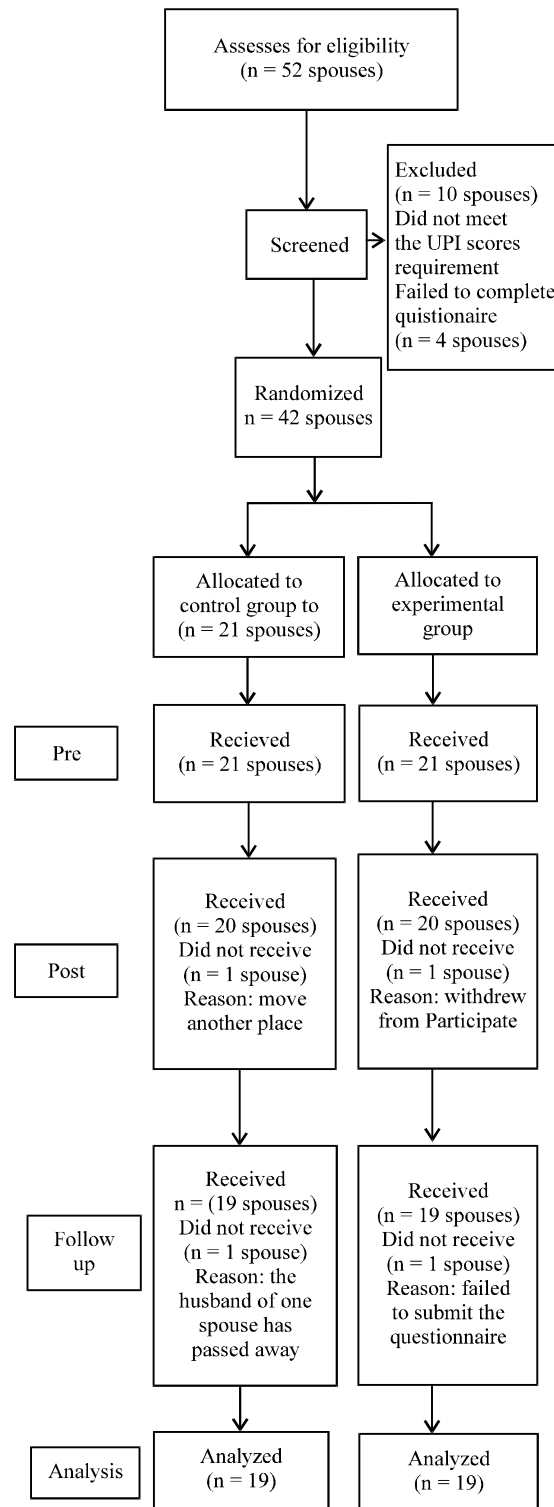 Assesses for eligibility
(n = 52 spouses)
Excluded
(n = 10 spouses)
Did not meet
the UPI scores
requirement
Failed to complete
quistionaire
(n = 4 spouses)
Screened
Randomized
n = 42 spouses
Allocated to
control group to
(n = 21 spouses)
Allocated to
experimental
group
Pre
Recieved
(n = 21 spouses)
Received
(n = 21 spouses)
Post
Received
(n = 20 spouses)
Did not receive
(n = 1 spouse)
Reason: move
another place
Received
(n = 20 spouses)
Did not receive
(n = 1 spouse)
Reason: withdrew
from Participate
Follow
up
Received
n = (19 spouses)
Did not receive
(n = 1 spouse)
Reason: the
husband of one
spouse has
passed away
Received
(n = 19 spouses)
Did not receive
(n = 1 spouse)
Reason: failed
to submit the
questionnaire
Analysis
Analyzed
(n = 19)
Analyzed
(n = 19)